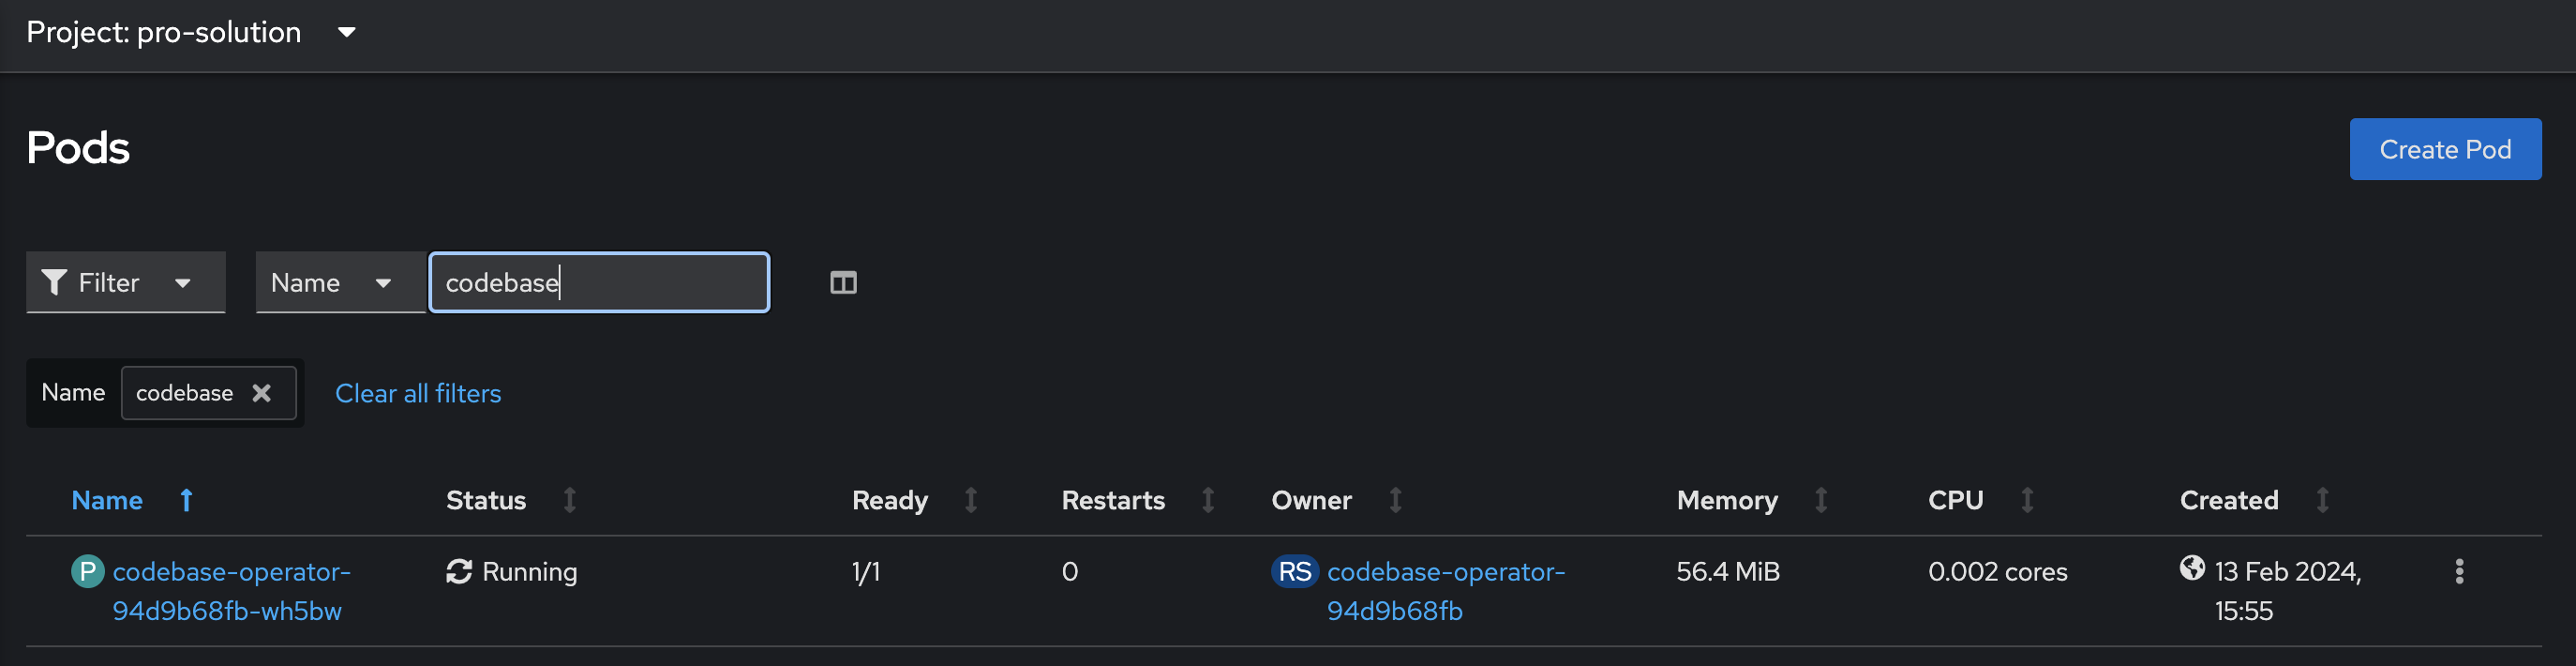 Project: pro-solution
Pods
Create Pod
Filter Name codebase
Name codebase Clear all filters
Name Status Ready Restarts Owner Memory CPU Created
P codebase-operator- Running 1/1 0 RS codebase-operator- 56.4 MiB 0.002 cores 13 Feb 2024,
94d9b68fb-wh5bw 94d9b68fb 15:55